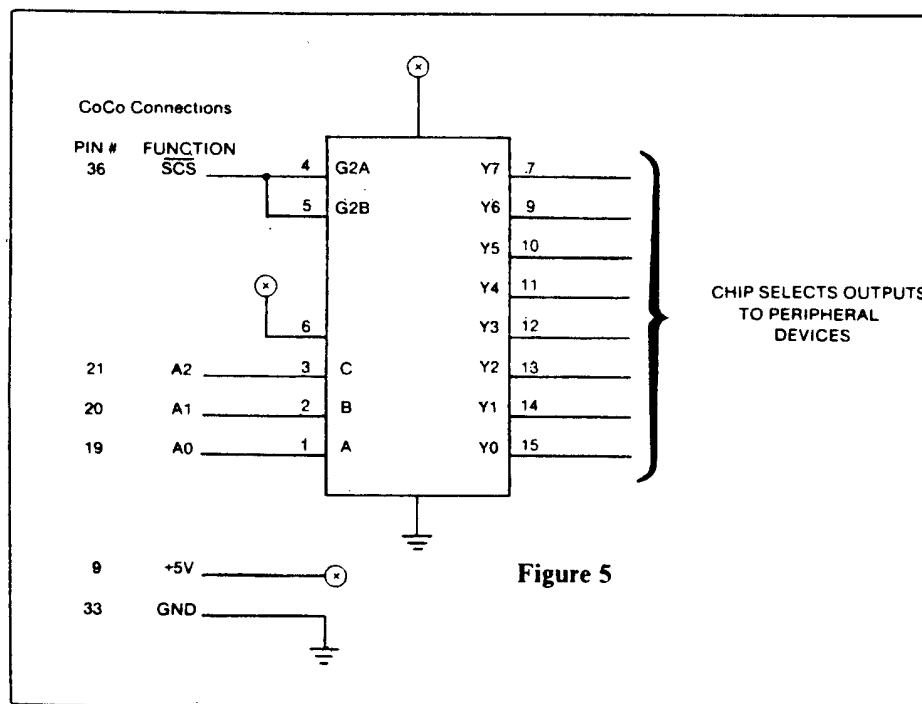 CoCo Connections
PIN # FUNCTION
36 SCS 4 G2A Y7 .7
5 G2B Y6 9
Y5 10
Y4 11
6 Y3 12
21 A2 3 C Y2 13
20 A1 2 B Y1 14
19 A0 1 A Y0 15
CHIP SELECTS OUTPUTS
TO PERIPHERAL
DEVICES
9 +5V
33 GND
Figure 5